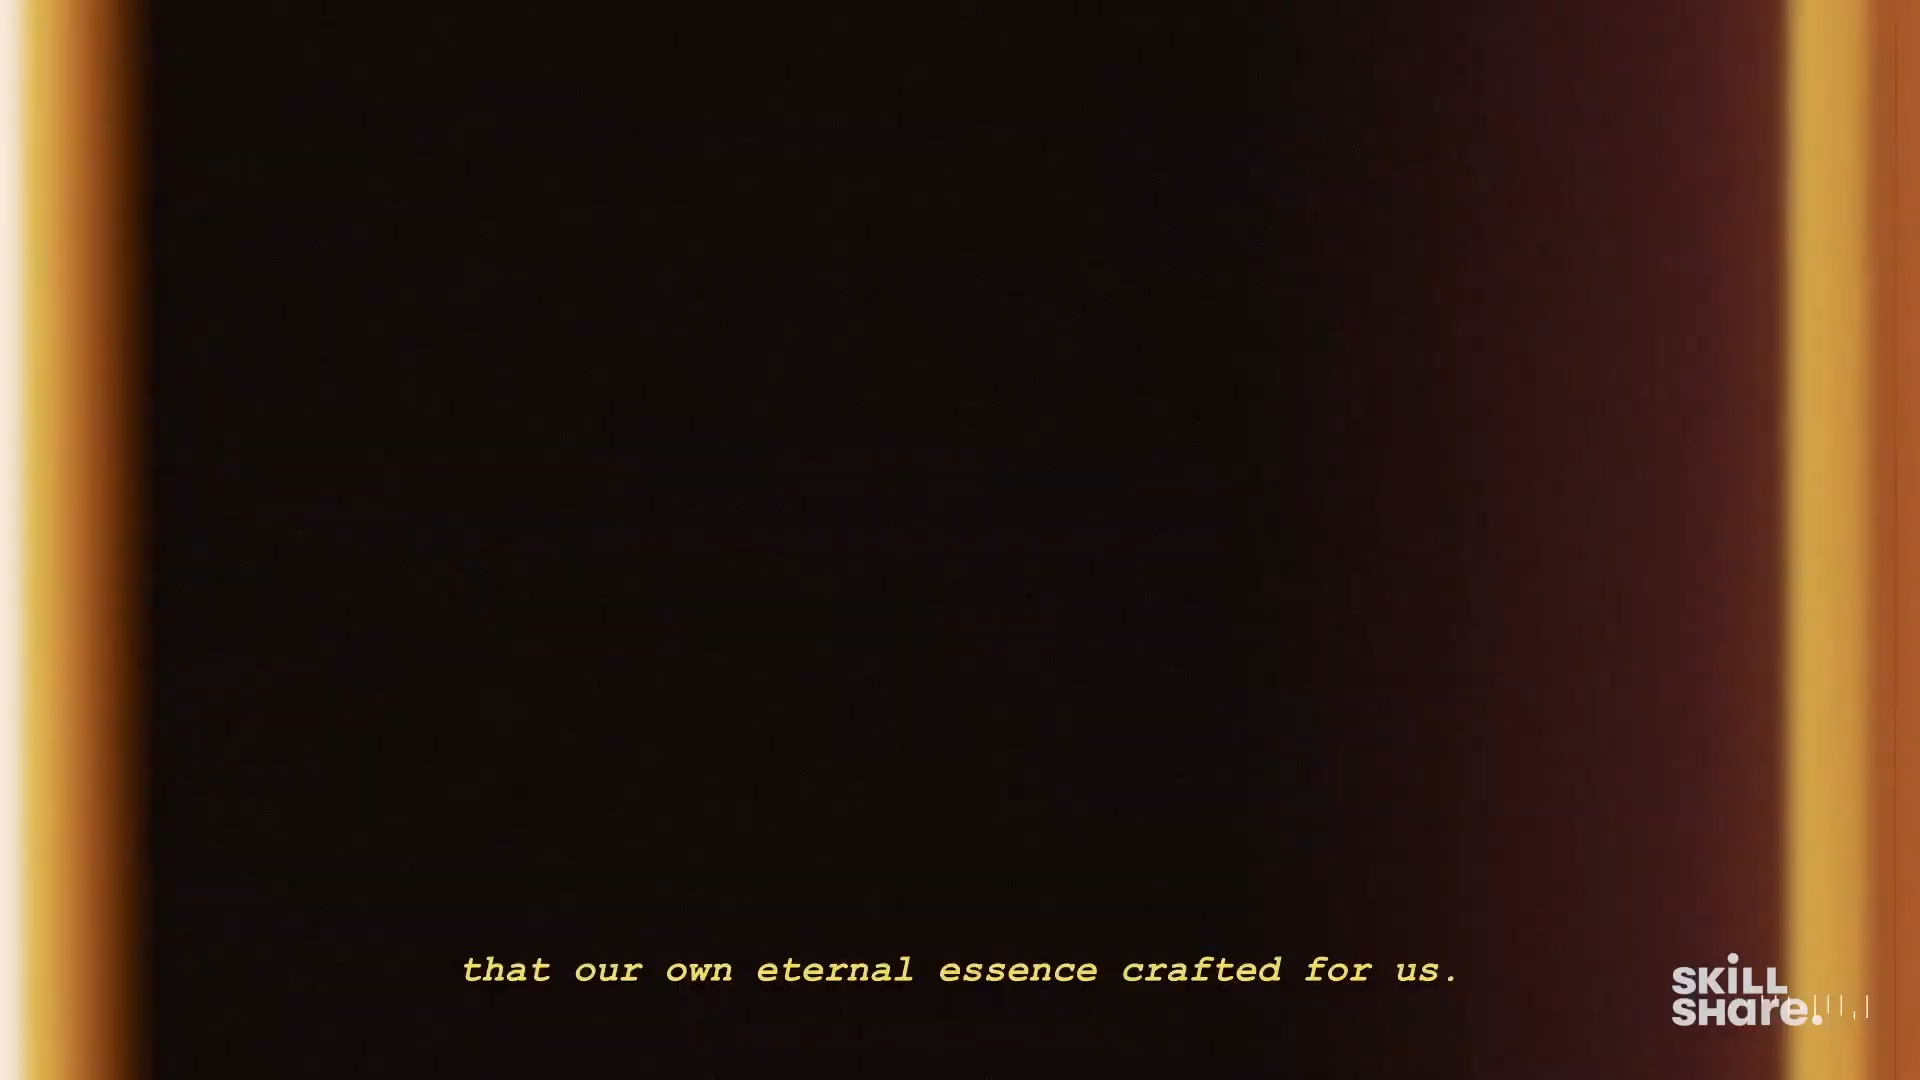 that our own eternal essence crafted for us.
SKiLL
SHare.